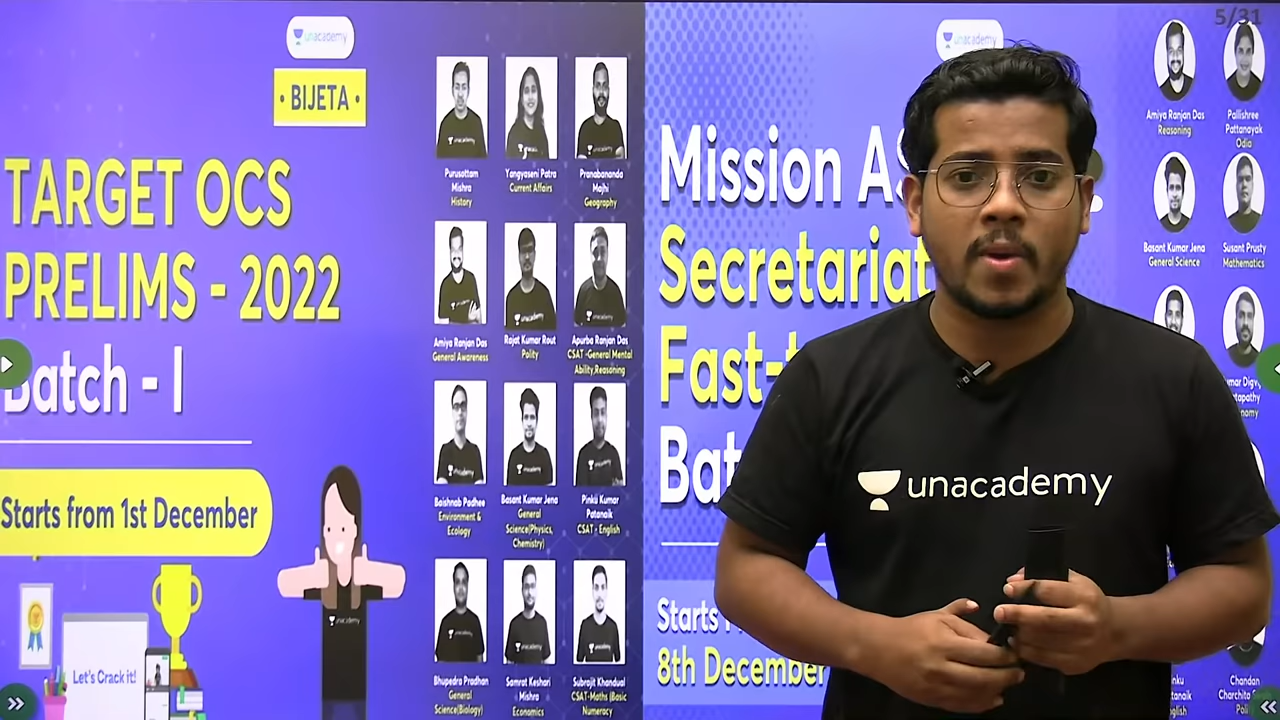 unacademy
• BIJETA •
TARGET OCS
PRELIMS - 2022
Batch - I
Starts from 1st December
Let's Crack it!
unacademy
Purusottam
Mishra
History
Yangyaseni Patra
Current Affairs
Pranabananda
Majhi
Geography
Amiya Ranjan Das
General Awareness
Rajat Kumar Rout
Polity
Apurba Ranjan Das
CSAT -General Mental
Ability,Reasoning
Baishnab Padhee
Environment &
Ecology
Basant Kumar Jena
General
Science(Physics,
Chemistry)
Pinku Kumar
Patanaik
CSAT - English
Bhupedra Pradhan
General
Science(Biology)
Samrat Keshari
Mishra
Economics
Subrajit Khandual
CSAT-Maths (Basic
Numeracy
unacademy
Mission
Secretariat
Fast-
Starts
8th December
5/31
Amiya Ranjan Das
Reasoning
Pallishree
Pattanayak
Odia
Basant Kumar Jena
General Science
Susant Prusty
Mathematics
Chandan
unacademy